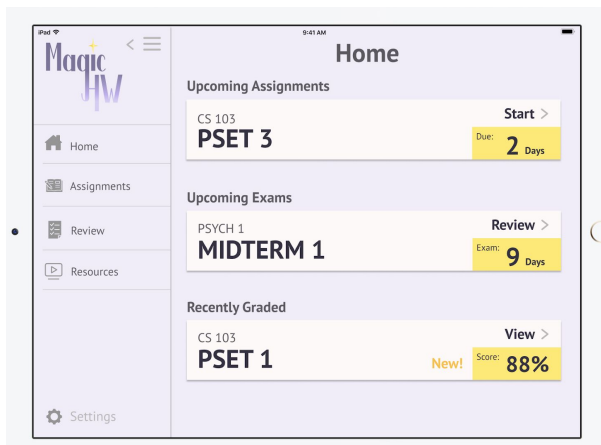 iPad
9:41 AM
Magic
HW
Home
Assignments
Review
Resources
Settings
Home
Upcoming Assignments
CS 103
PSET 3
Start >
Due: 2 Days
Upcoming Exams
PSYCH 1
MIDTERM 1
Review >
Exam: 9 Days
Recently Graded
CS 103
PSET 1
New!
View >
Score: 88%